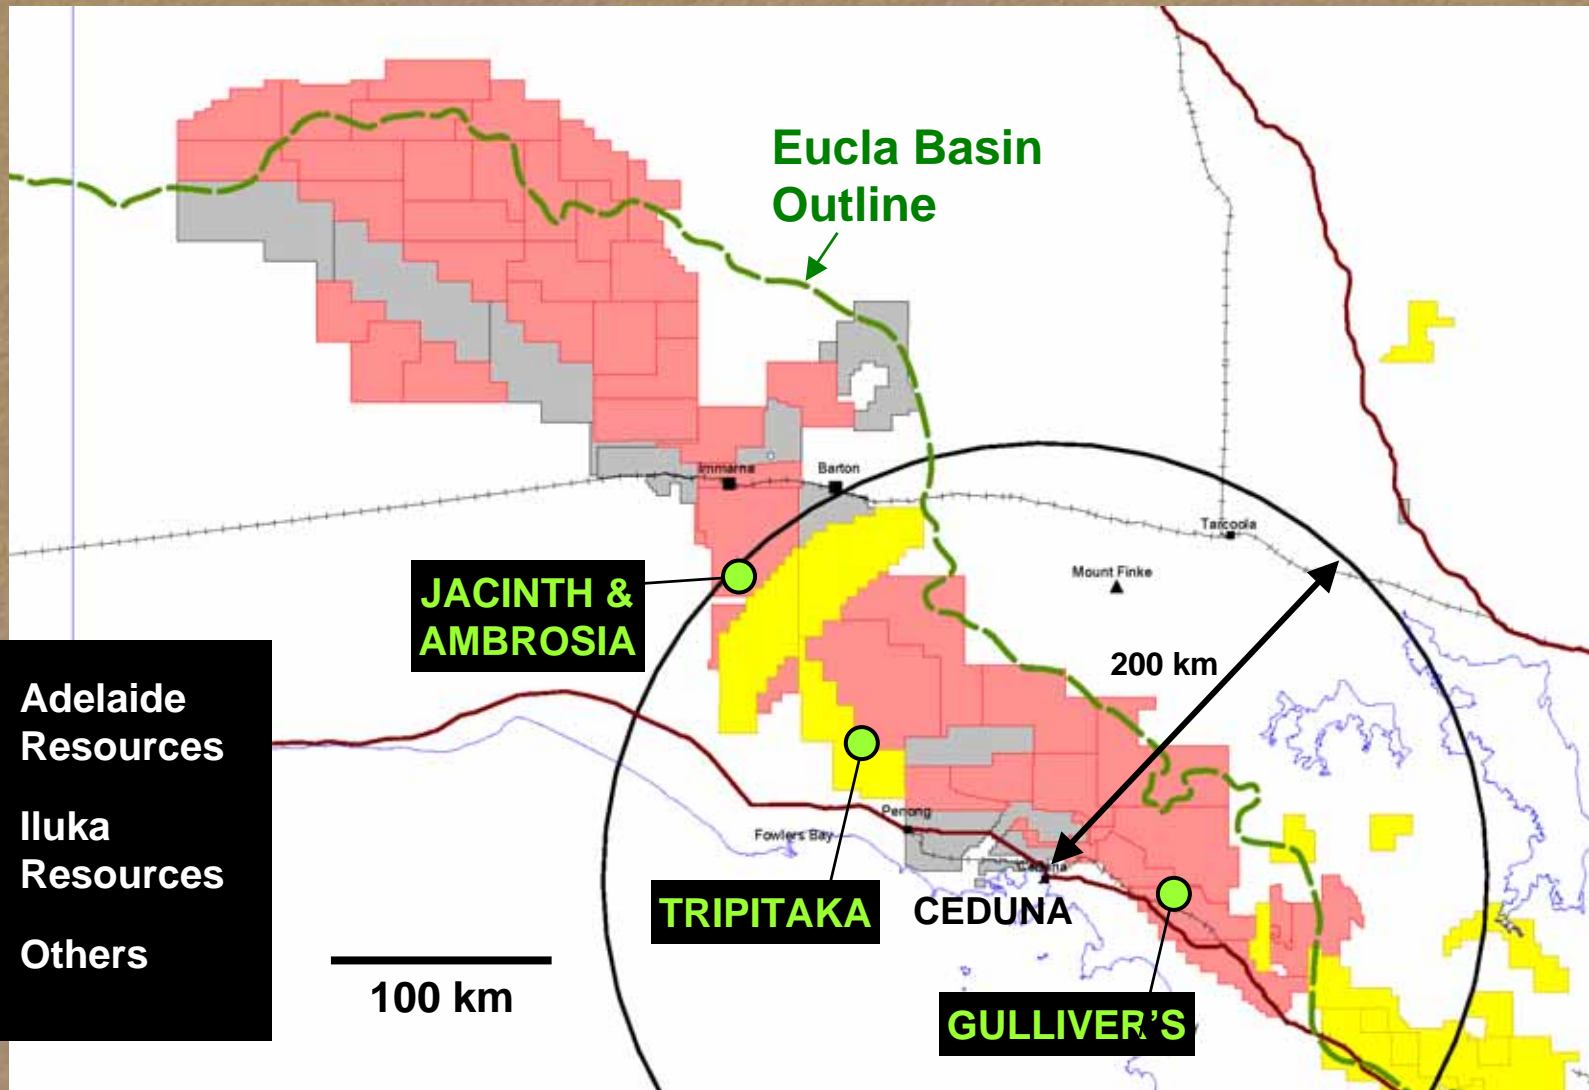 Eucla Basin
Outline
Immarna
Barton
Tarcoola
Mount Finke
JACINTH &
AMBROSIA
200 km
Adelaide
Resources
Iluka
Resources
Others
Penong
Fowlers Bay
Ceduna
TRIPITAKA
CEDUNA
100 km
GULLIVER'S